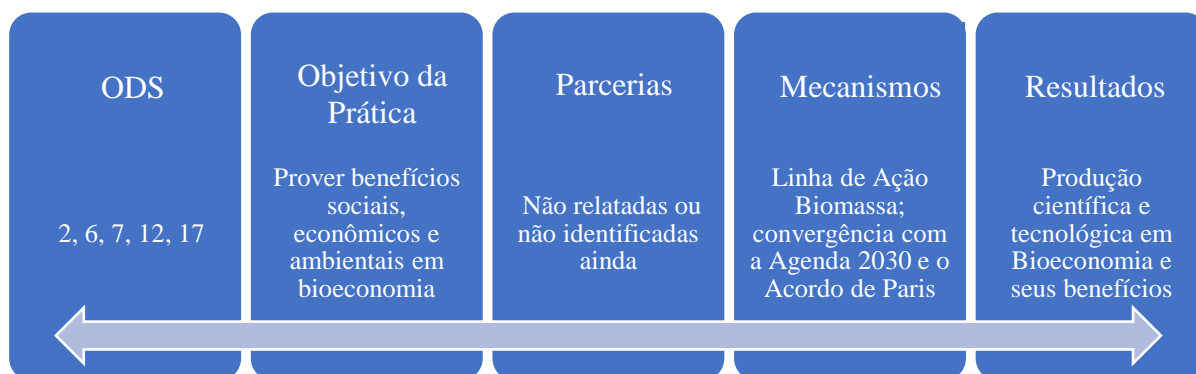 ODS
2, 6, 7, 12, 17
Objetivo da
Prática
Prover benefícios
sociais,
econômicos e
ambientais em
bioeconomia
Parcerias
Não relatadas ou
não identificadas
ainda
Mecanismos
Linha de Ação
Biomassa;
convergência com
a Agenda 2030 e o
Acordo de Paris
Resultados
Produção
científica e
tecnológica em
Bioeconomia e
seus benefícios